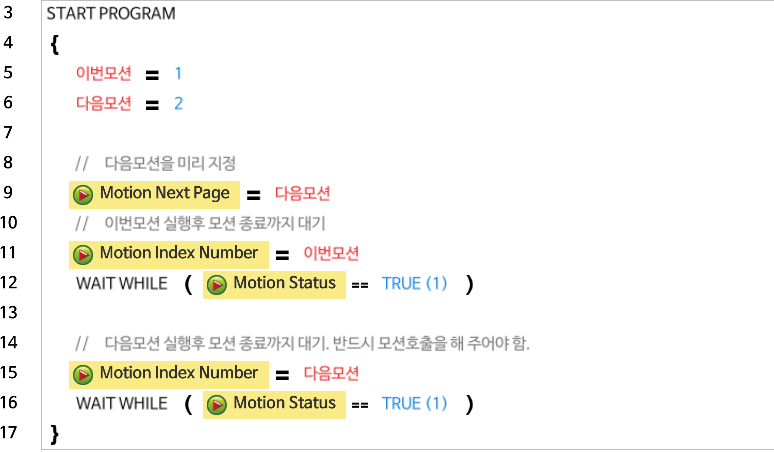 3 START PROGRAM
4 {
5 이번모션 = 1
6 다음모션 = 2
7
8 // 다음모션을 미리 지정
9 Motion Next Page = 다음모션
10 // 이번모션 실행후 모션 종료까지 대기
11 Motion Index Number = 이번모션
12 WAIT WHILE ( Motion Status == TRUE (1) )
13
14 // 다음모션 실행후 모션 종료까지 대기. 반드시 모션호출을 해 주어야 함.
15 Motion Index Number = 다음모션
16 WAIT WHILE ( Motion Status == TRUE (1) )
17 }